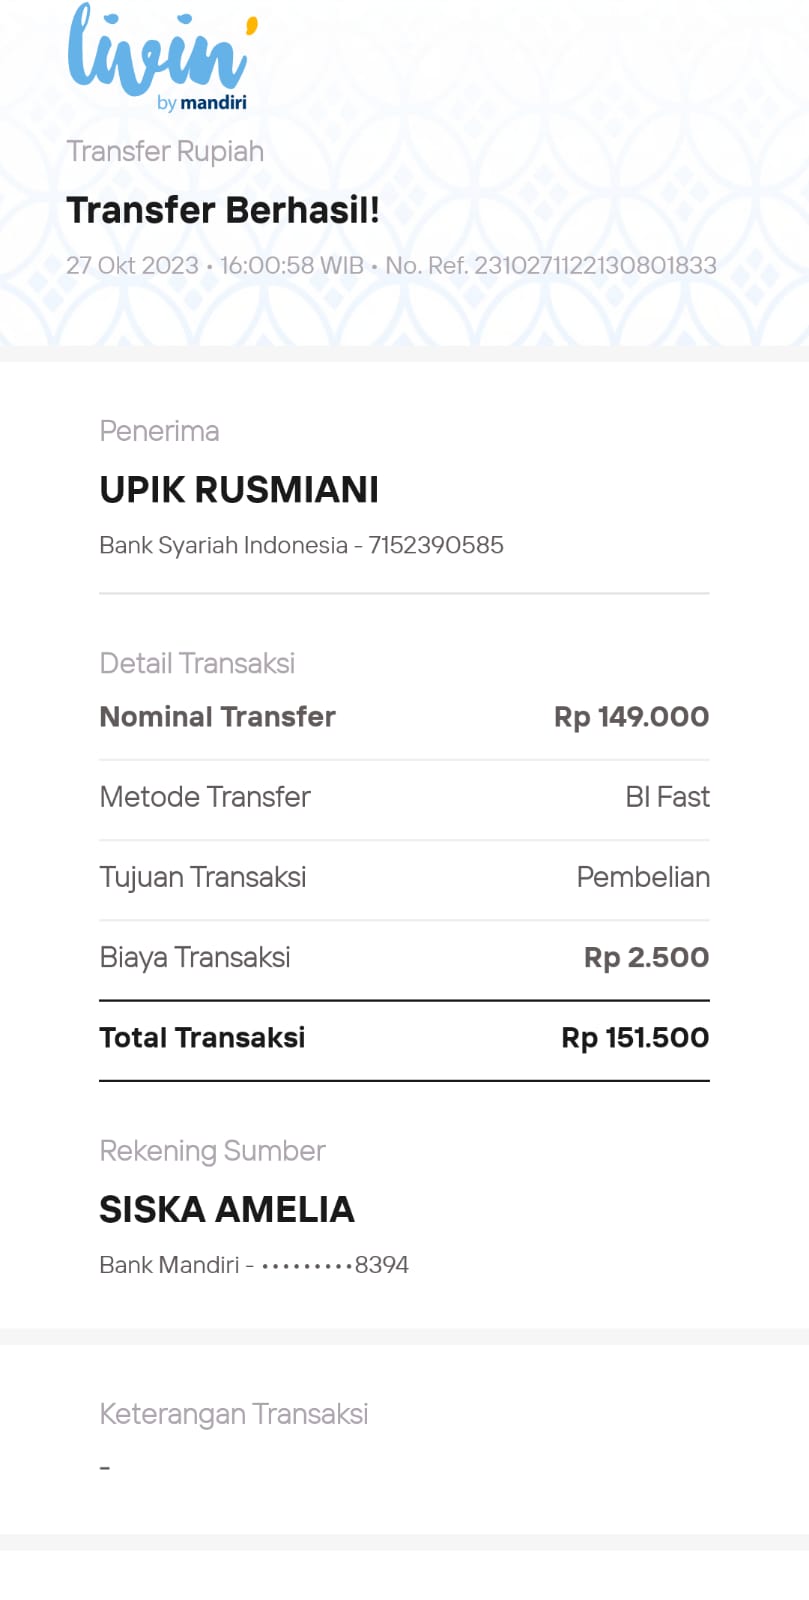 livin'
by mandiri
Transfer Rupiah
Transfer Berhasil!
27 Okt 2023 • 16:00:58 WIB • No. Ref. 2310271122130801833
Penerima
UPIK RUSMIANI
Bank Syariah Indonesia - 7152390585
Detail Transaksi
Nominal Transfer Rp 149.000
Metode Transfer BI Fast
Tujuan Transaksi Pembelian
Biaya Transaksi Rp 2.500
Total Transaksi Rp 151.500
Rekening Sumber
SISKA AMELIA
Bank Mandiri - •••••••••8394
Keterangan Transaksi
-